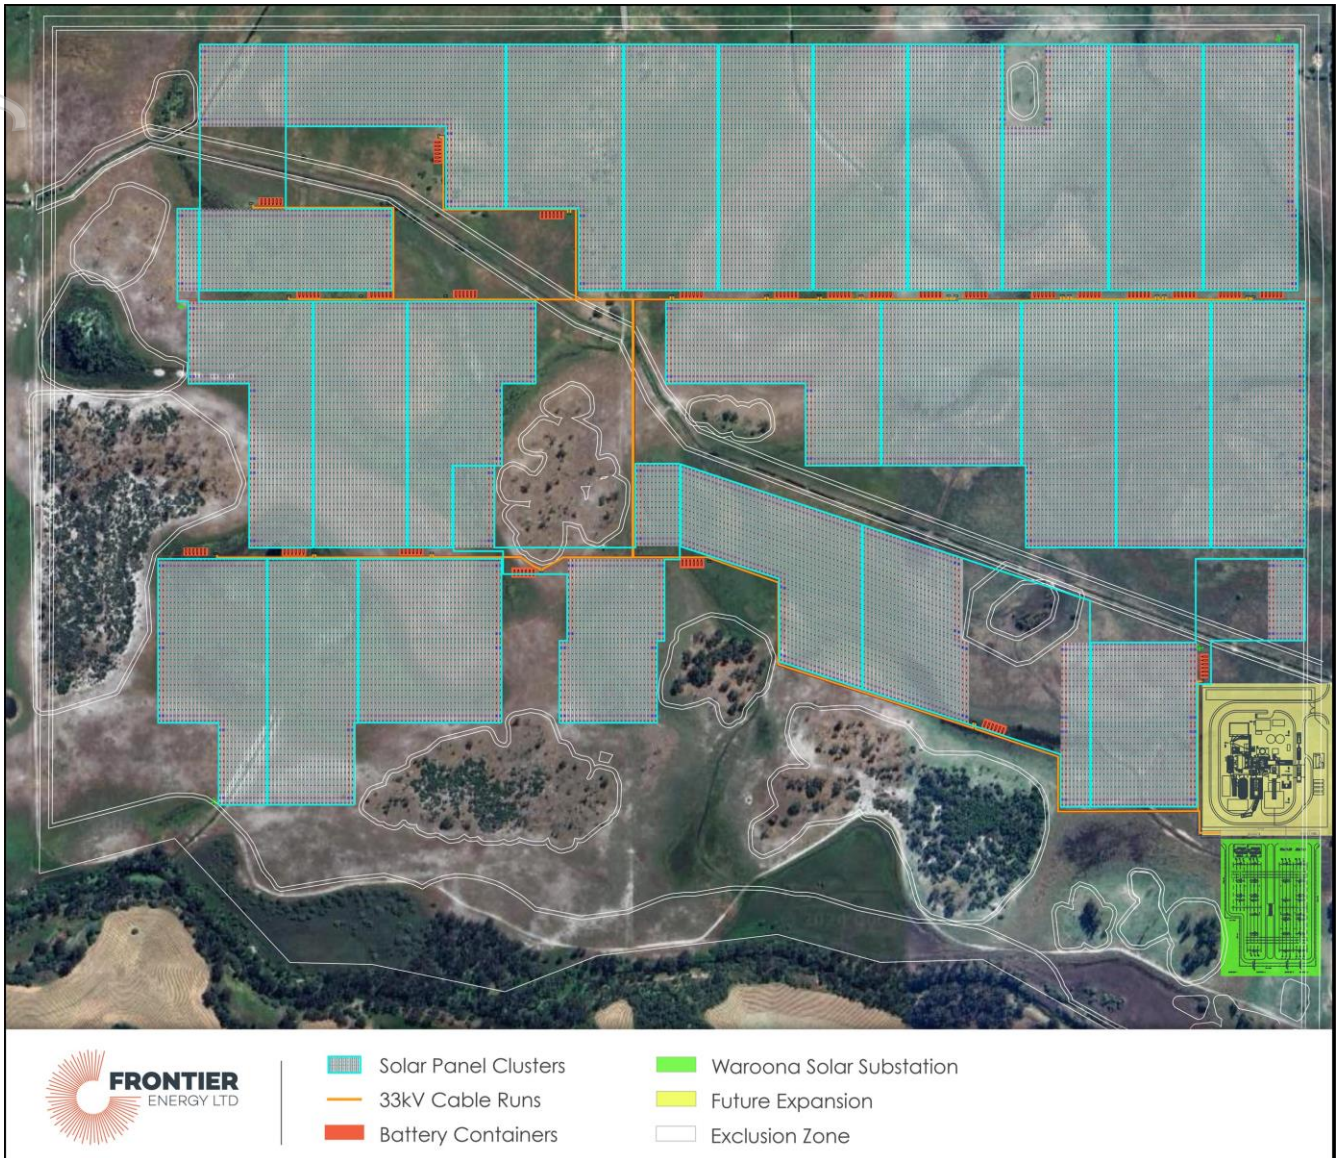 FRONTIER
ENERGY LTD
Solar Panel Clusters
33kV Cable Runs
Battery Containers
Waroona Solar Substation
Future Expansion
Exclusion Zone